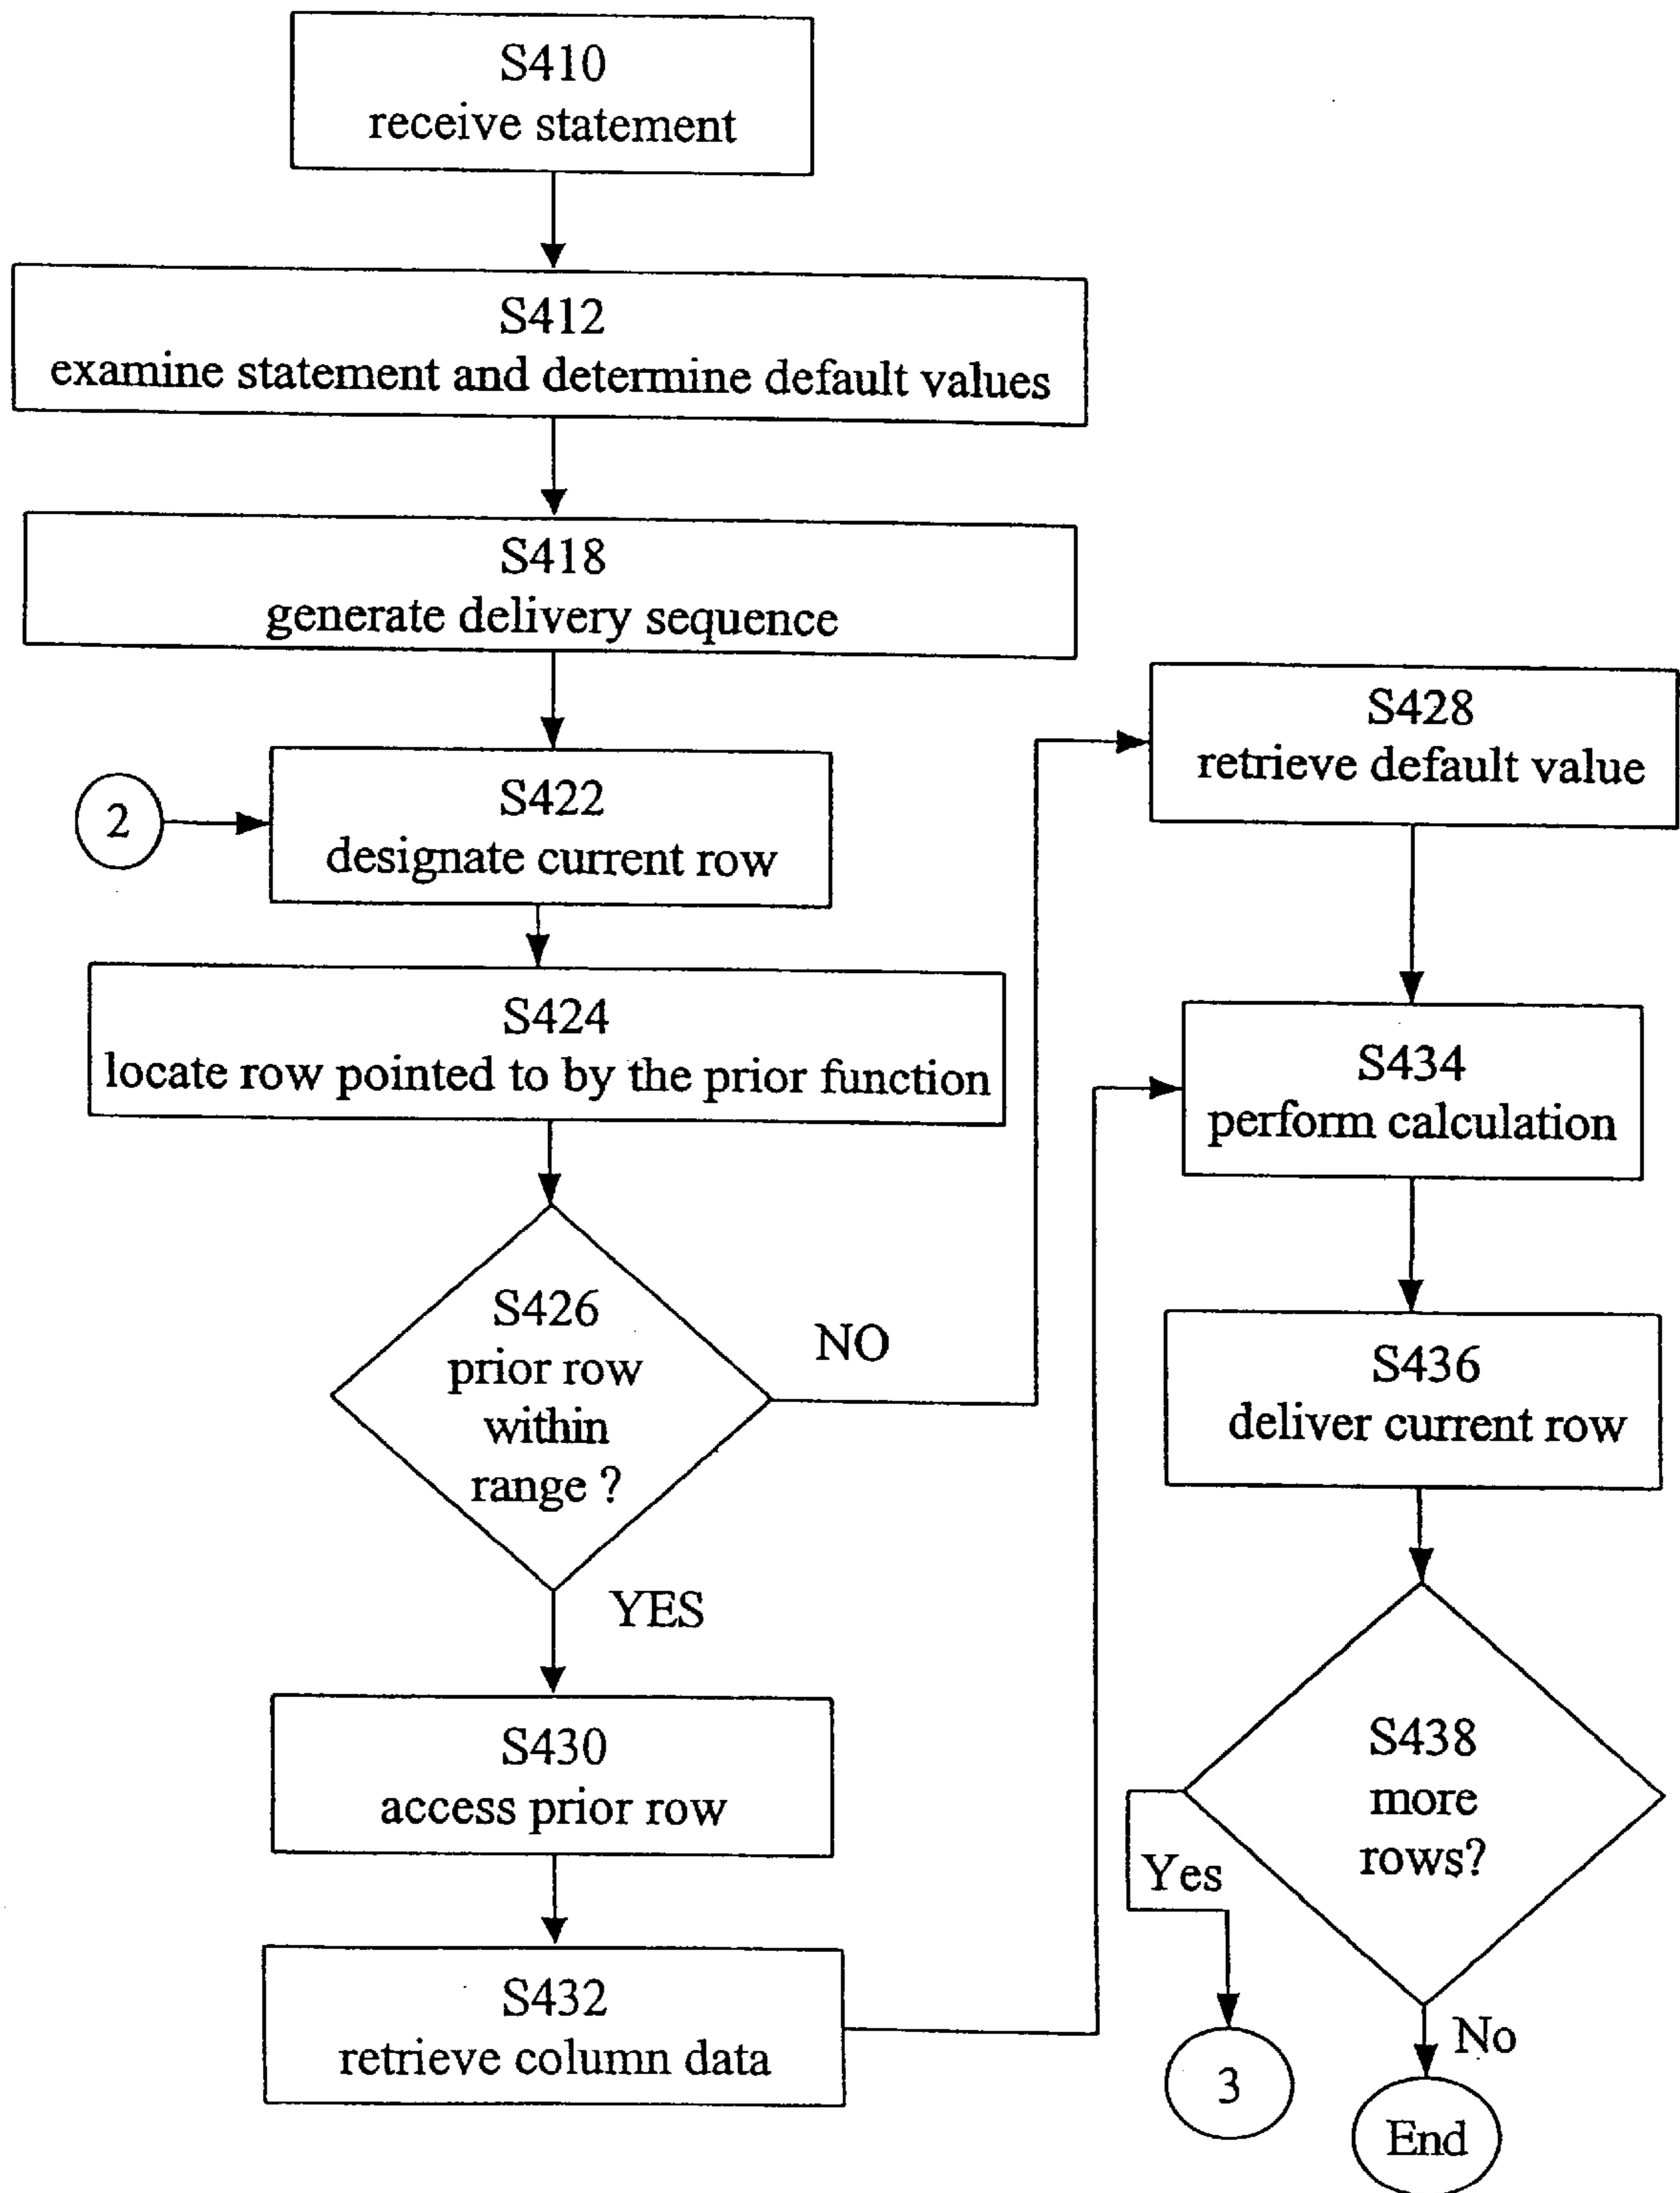 S410
receive statement
S412
examine statement and determine default values
S418
generate delivery sequence
2
S422
designate current row
S424
locate row pointed to by the prior function
S426
prior row
within
range ?
NO
YES
S430
access prior row
S432
retrieve column data
S428
retrieve default value
S434
perform calculation
S436
deliver current row
S438
more
rows?
Yes
3
No
End